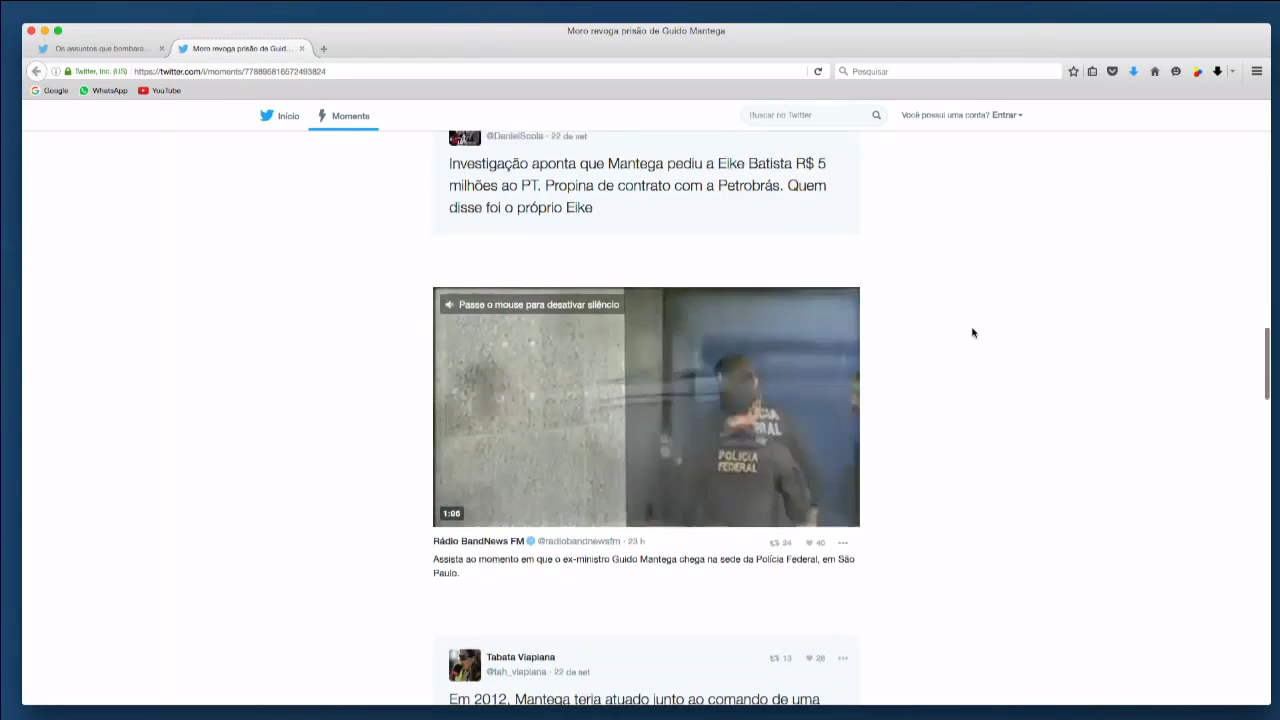 Moro revoga prisão de Guido Mantega
Os assuntos que bombara...
Moro revoga prisão de Guid...
Twitter, Inc. (US)
https://twitter.com/i/moments/778895816572493824
Pesquisar
Google
WhatsApp
YouTube
Início
Moments
Buscar no Twitter
Você possui uma conta? Entrar
@DanielScola · 22 de set
Investigação aponta que Mantega pediu a Eike Batista R$ 5
milhões ao PT. Propina de contrato com a Petrobrás. Quem
disse foi o próprio Eike
Passe o mouse para desativar silêncio
POLICIA
FEDERAL
1:06
Rádio BandNews FM @radiobandnewsfm · 23 h
24
40
Assista ao momento em que o ex-ministro Guido Mantega chega na sede da Polícia Federal, em São
Paulo.
Tabata Viapiana
13
26
@tah_viapiana · 22 de set
Em 2012, Mantega teria atuado junto ao comando de uma